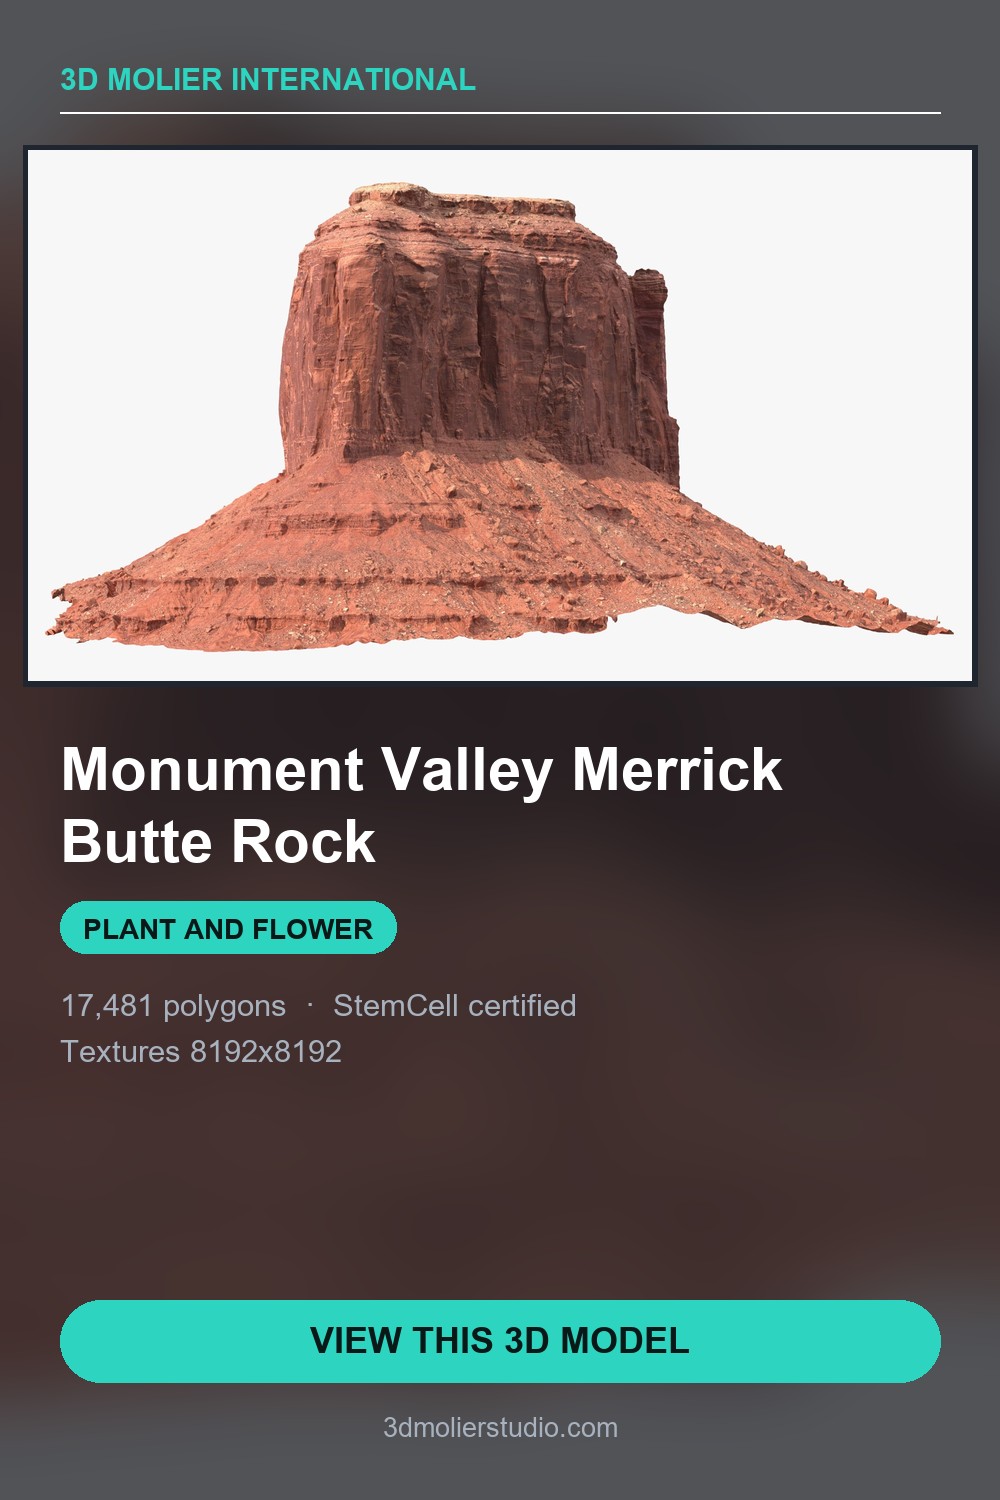 3D MOLIER INTERNATIONAL
Monument Valley Merrick
Butte Rock
PLANT AND FLOWER
17,481 polygons · StemCell certified
Textures 8192x8192
VIEW THIS 3D MODEL
3dmolierstudio.com